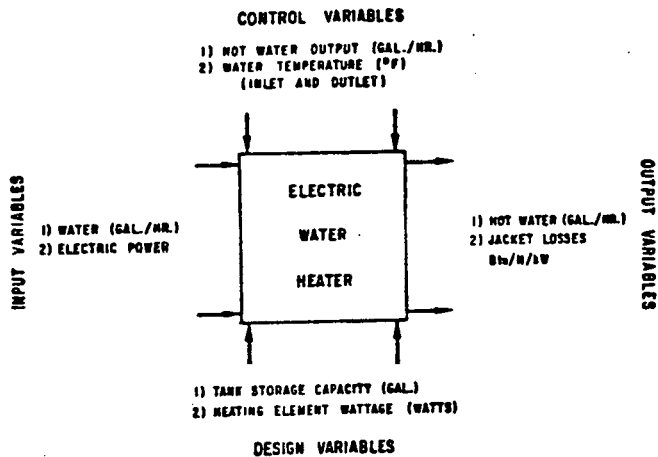 CONTROL VARIABLES
1) HOT WATER OUTPUT (GAL./HR.)
2) WATER TEMPERATURE (°F)
(INLET AND OUTLET)
INPUT VARIABLES
1) WATER (GAL./HR.)
2) ELECTRIC POWER
ELECTRIC
WATER
HEATER
1) HOT WATER (GAL./HR.)
2) JACKET LOSSES
Btu/H/kW
OUTPUT VARIABLES
1) TANK STORAGE CAPACITY (GAL.)
2) HEATING ELEMENT WATTAGE (WATTS)
DESIGN VARIABLES